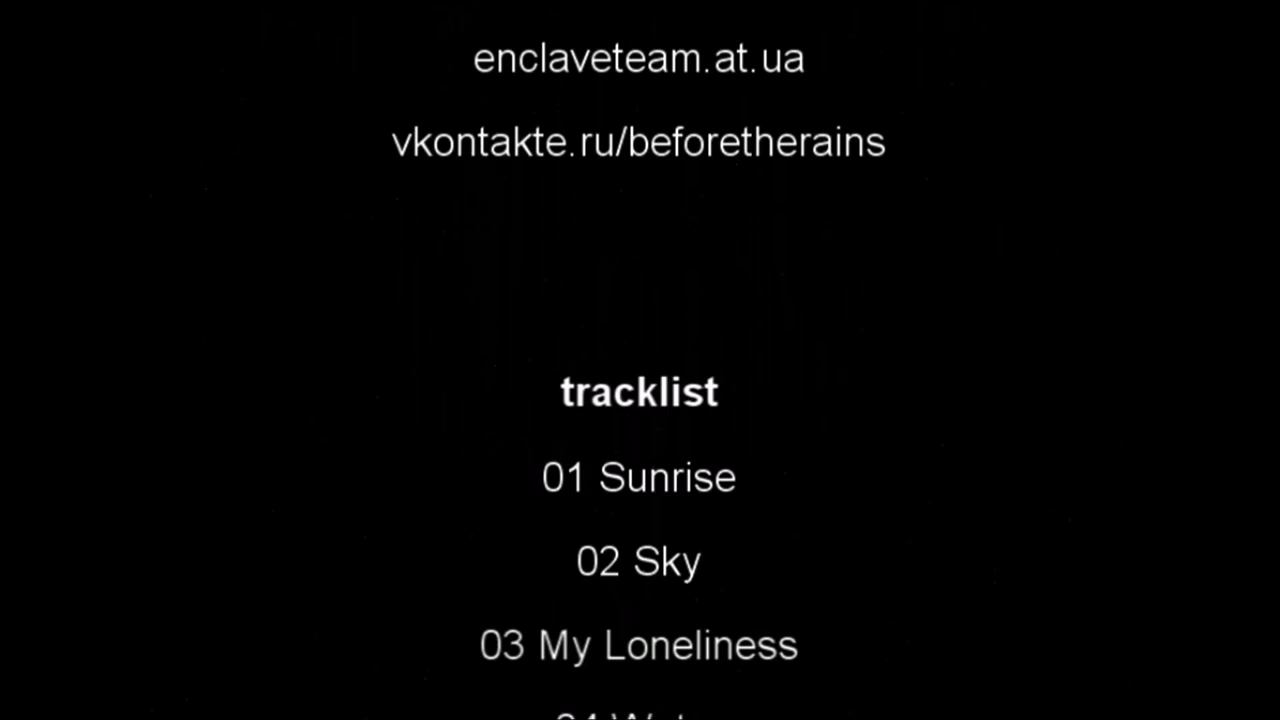 enclaveteam.at.ua
vkontakte.ru/beforetherains
tracklist
01 Sunrise
02 Sky
03 My Loneliness